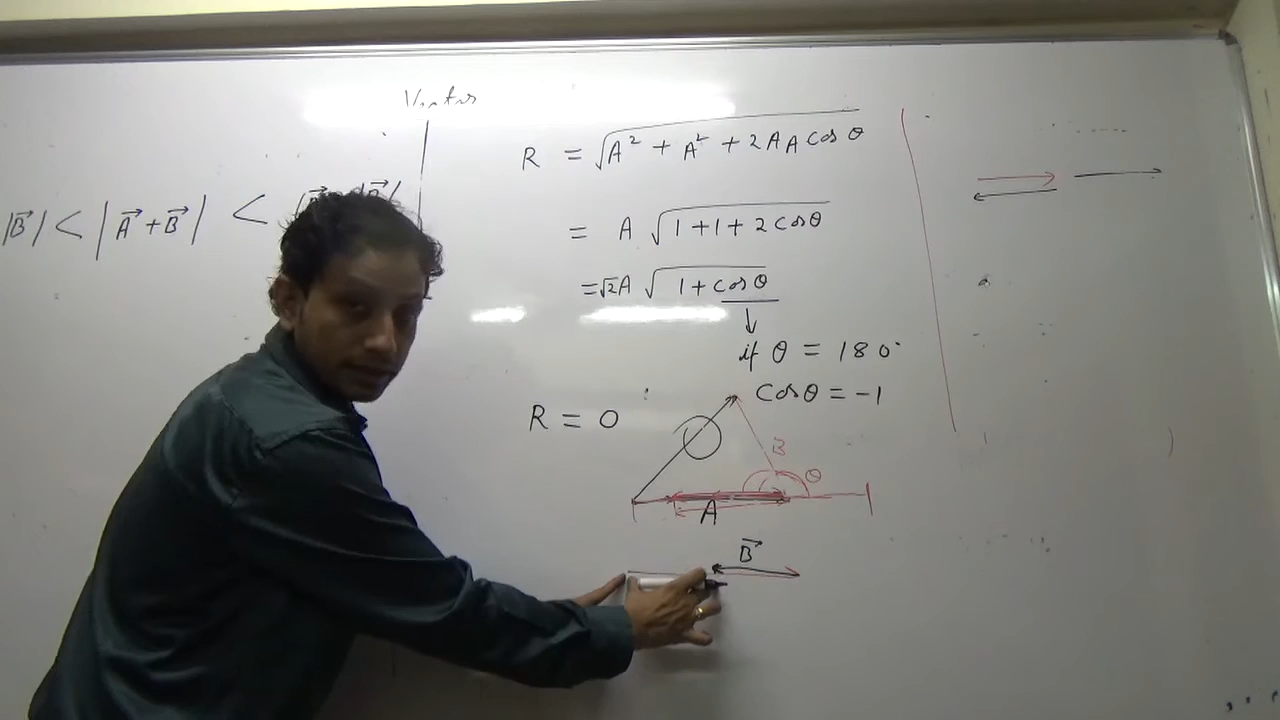 Vector
|B⃗| < |A⃗ + B⃗| <
R = √(A² + A² + 2AA cos θ)
= A √(1+1+2 cos θ)
= √2A √(1 + cos θ)
↓
if θ = 180°
cos θ = -1
R = 0
B
θ
A
B⃗